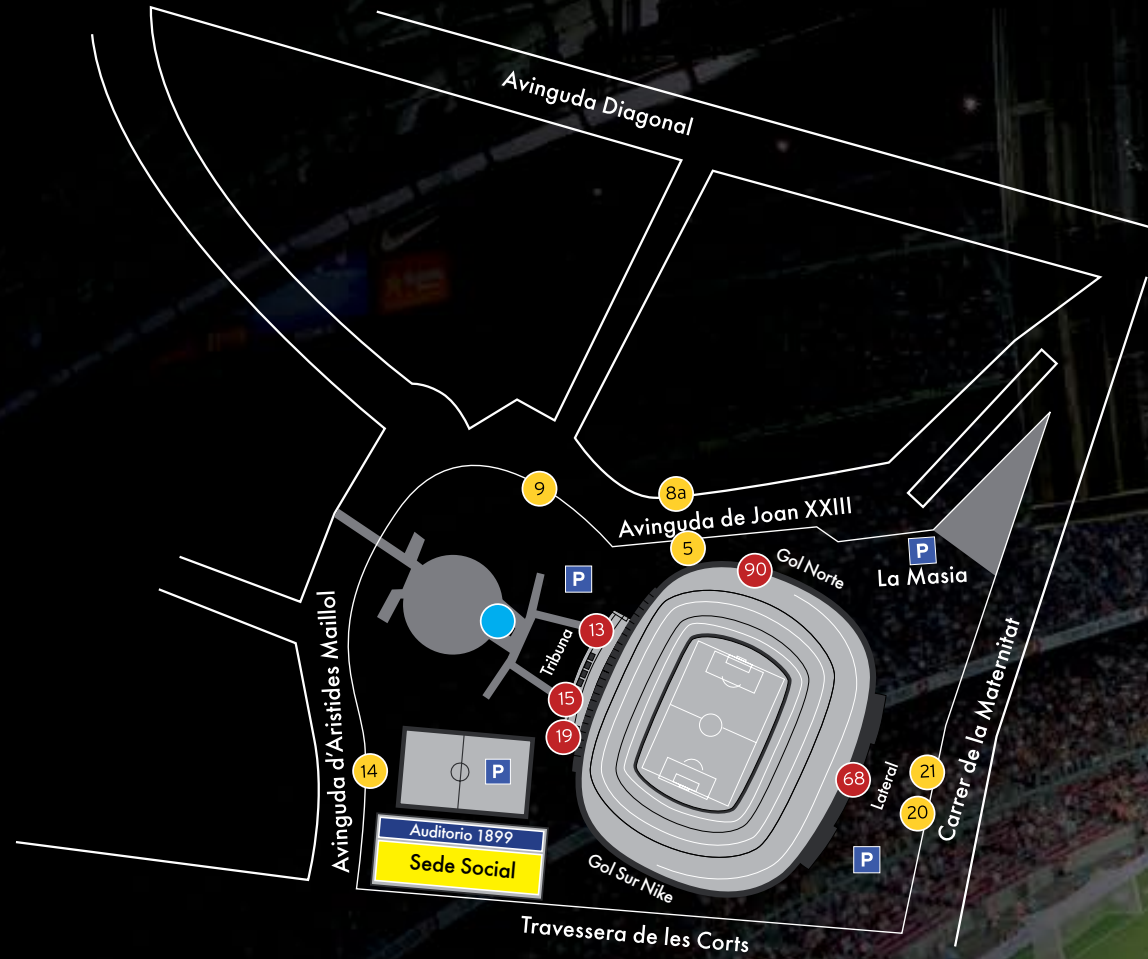 Avinguda Diagonal
9
8a
Avinguda de Joan XXIII
5
90
Gol Norte
P
La Masia
P
13
Tribuna
15
19
Avinguda d'Aristides Maillol
14
P
68
Lateral
21
20
Carrer de la Maternitat
P
Auditorio 1899
Sede Social
Gol Sur Nike
Travessera de les Corts